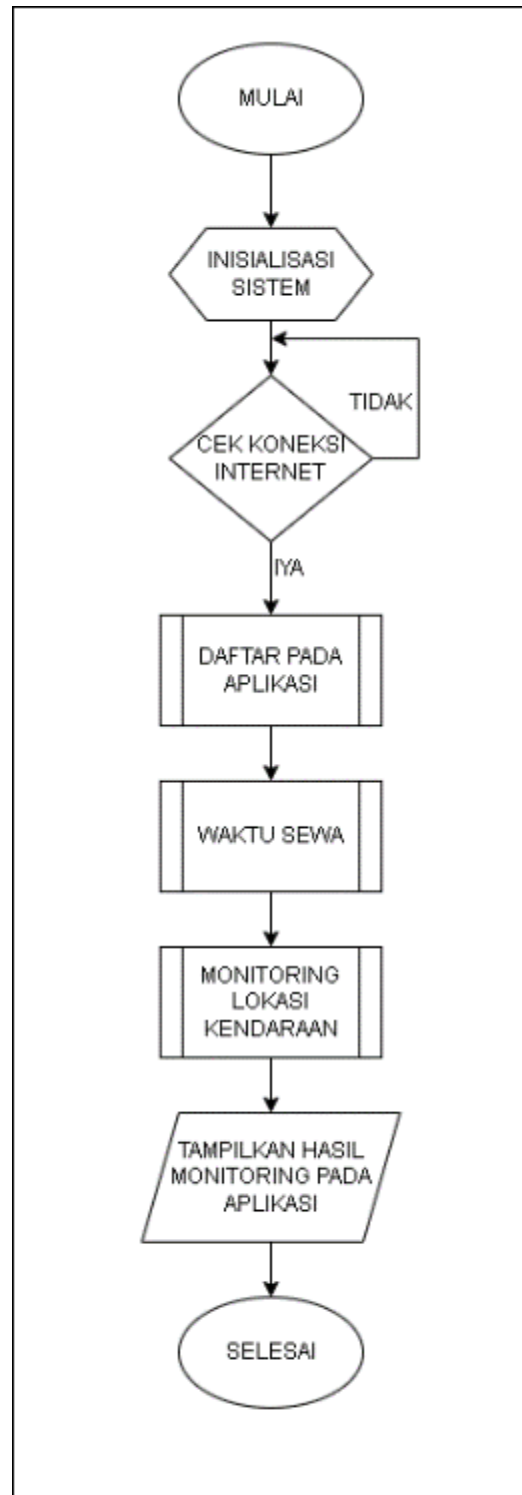 MULAI
INISIALISASI
SISTEM
TIDAK
CEK KONEKSI
INTERNET
IYA
DAFTAR PADA
APLIKASI
WAKTU SEWA
MONITORING
LOKASI
KENDARAAN
TAMPILKAN HASIL
MONITORING PADA
APLIKASI
SELESAI